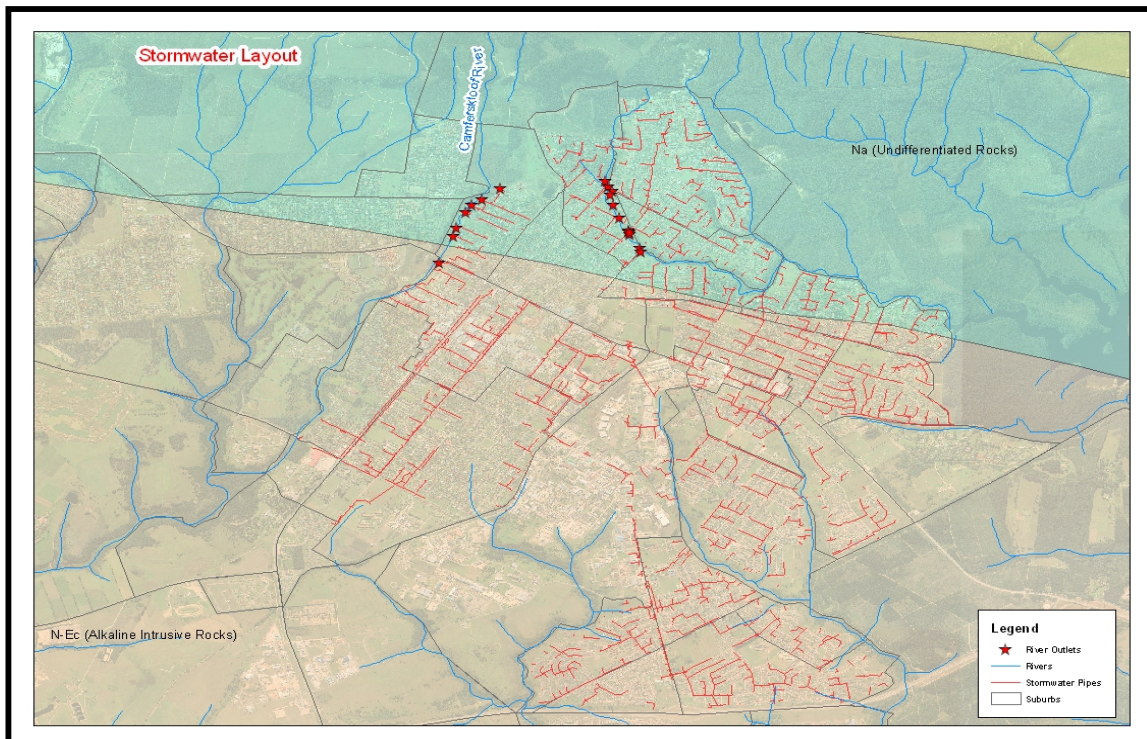 Stormwater Layout
Camferskloof River
Na (Undifferentiated Rocks)
N-Ec (Alkaline Intrusive Rocks)
Legend
River Outlets
Rivers
Stormwater Pipes
Suburbs